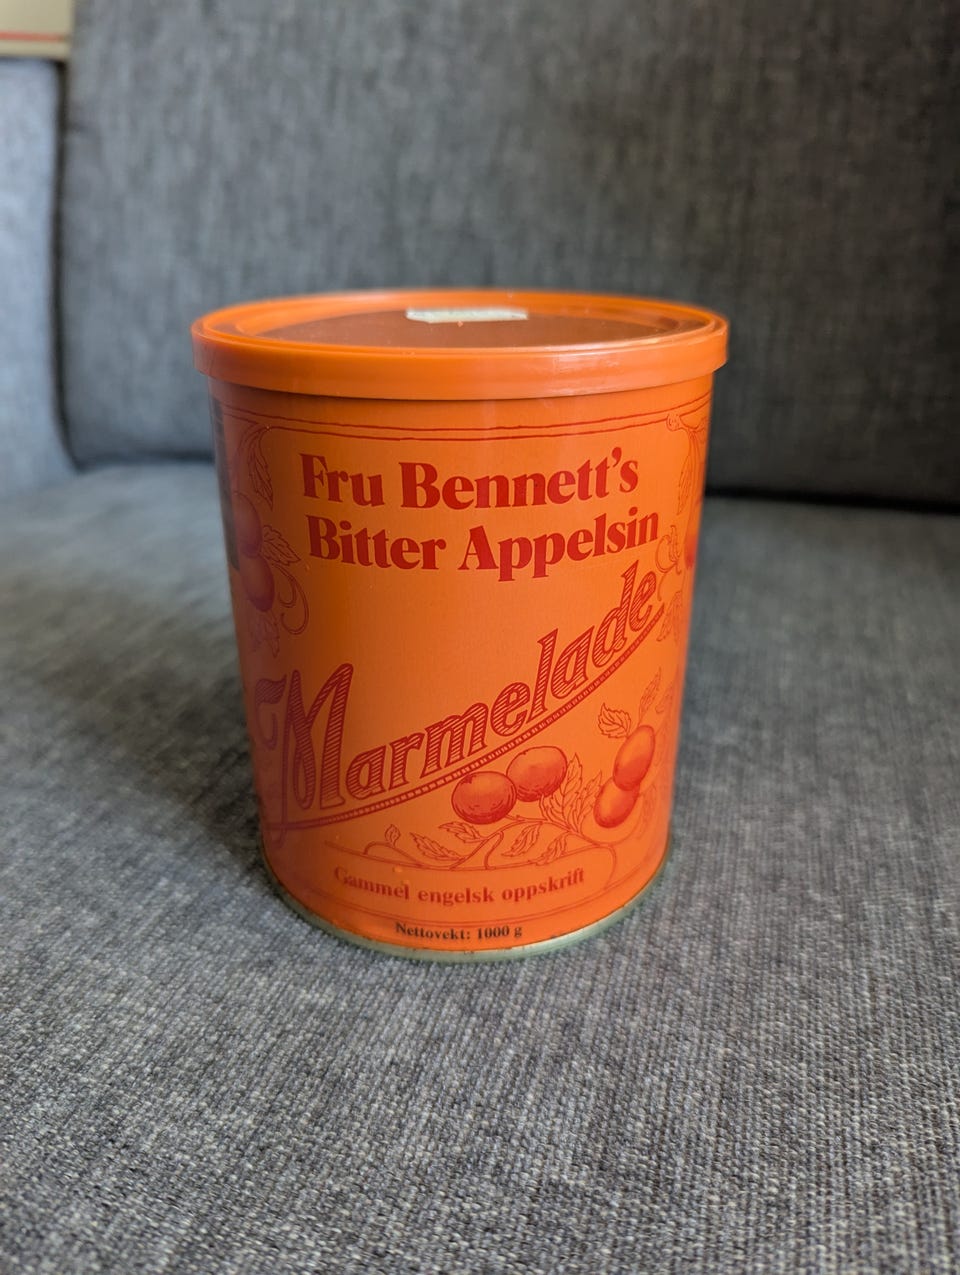 Fru Bennett's
Bitter Appelsin
Marmelade
Gammel engelsk oppskrift
Nettovekt: 1000 g